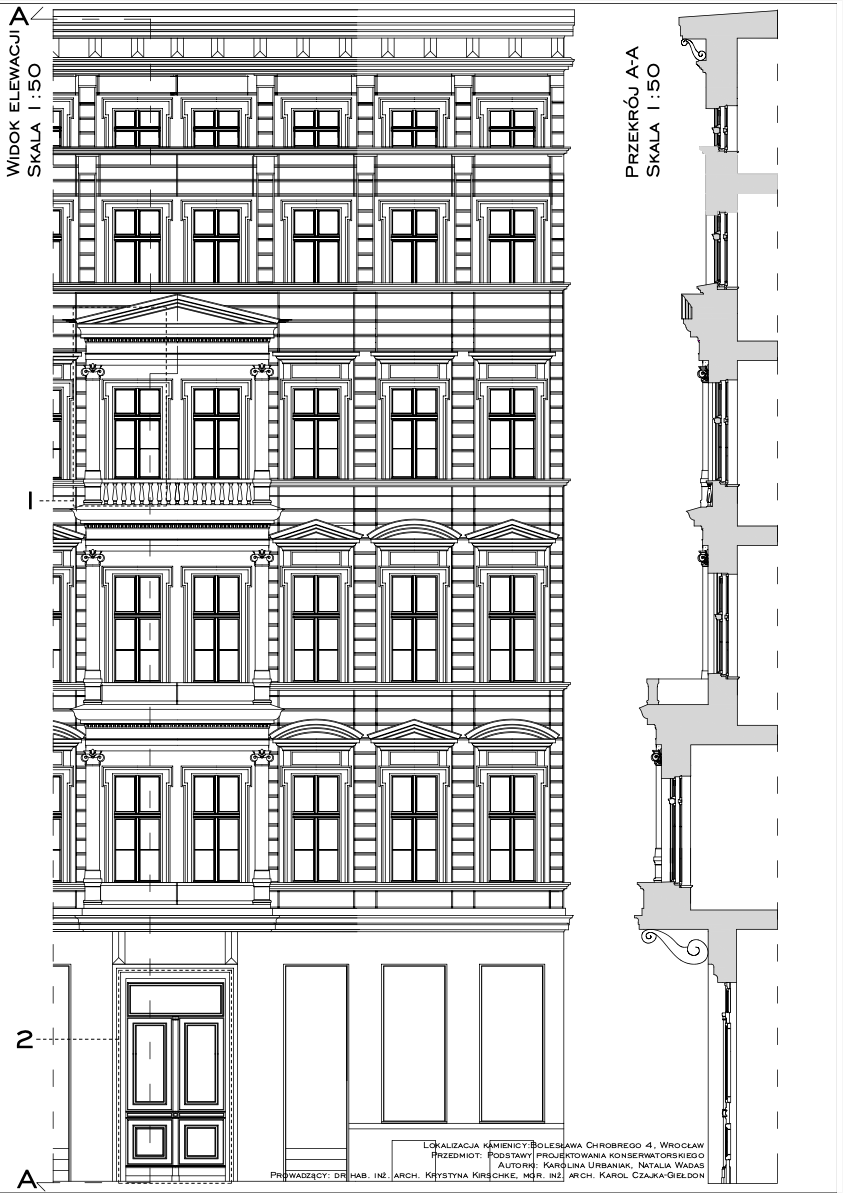 A
WIDOK ELEWACJI
SKALA 1:50
PRZEKRÓJ A-A
SKALA 1:50
1
2
LOKALIZACJA KAMIENICY:BOLESŁAWA CHROBREGO 4, WROCŁAW
PRZEDMIOT: PODSTAWY PROJEKTOWANIA KONSERWATORSKIEGO
AUTORKI: KAROLINA URBANIAK, NATALIA WADAS
PROWADZĄCY: DR HAB. INŻ. ARCH. KRYSTYNA KIRSCHKE, MGR. INŻ. ARCH. KAROL CZAJKA-GIEŁDON
A